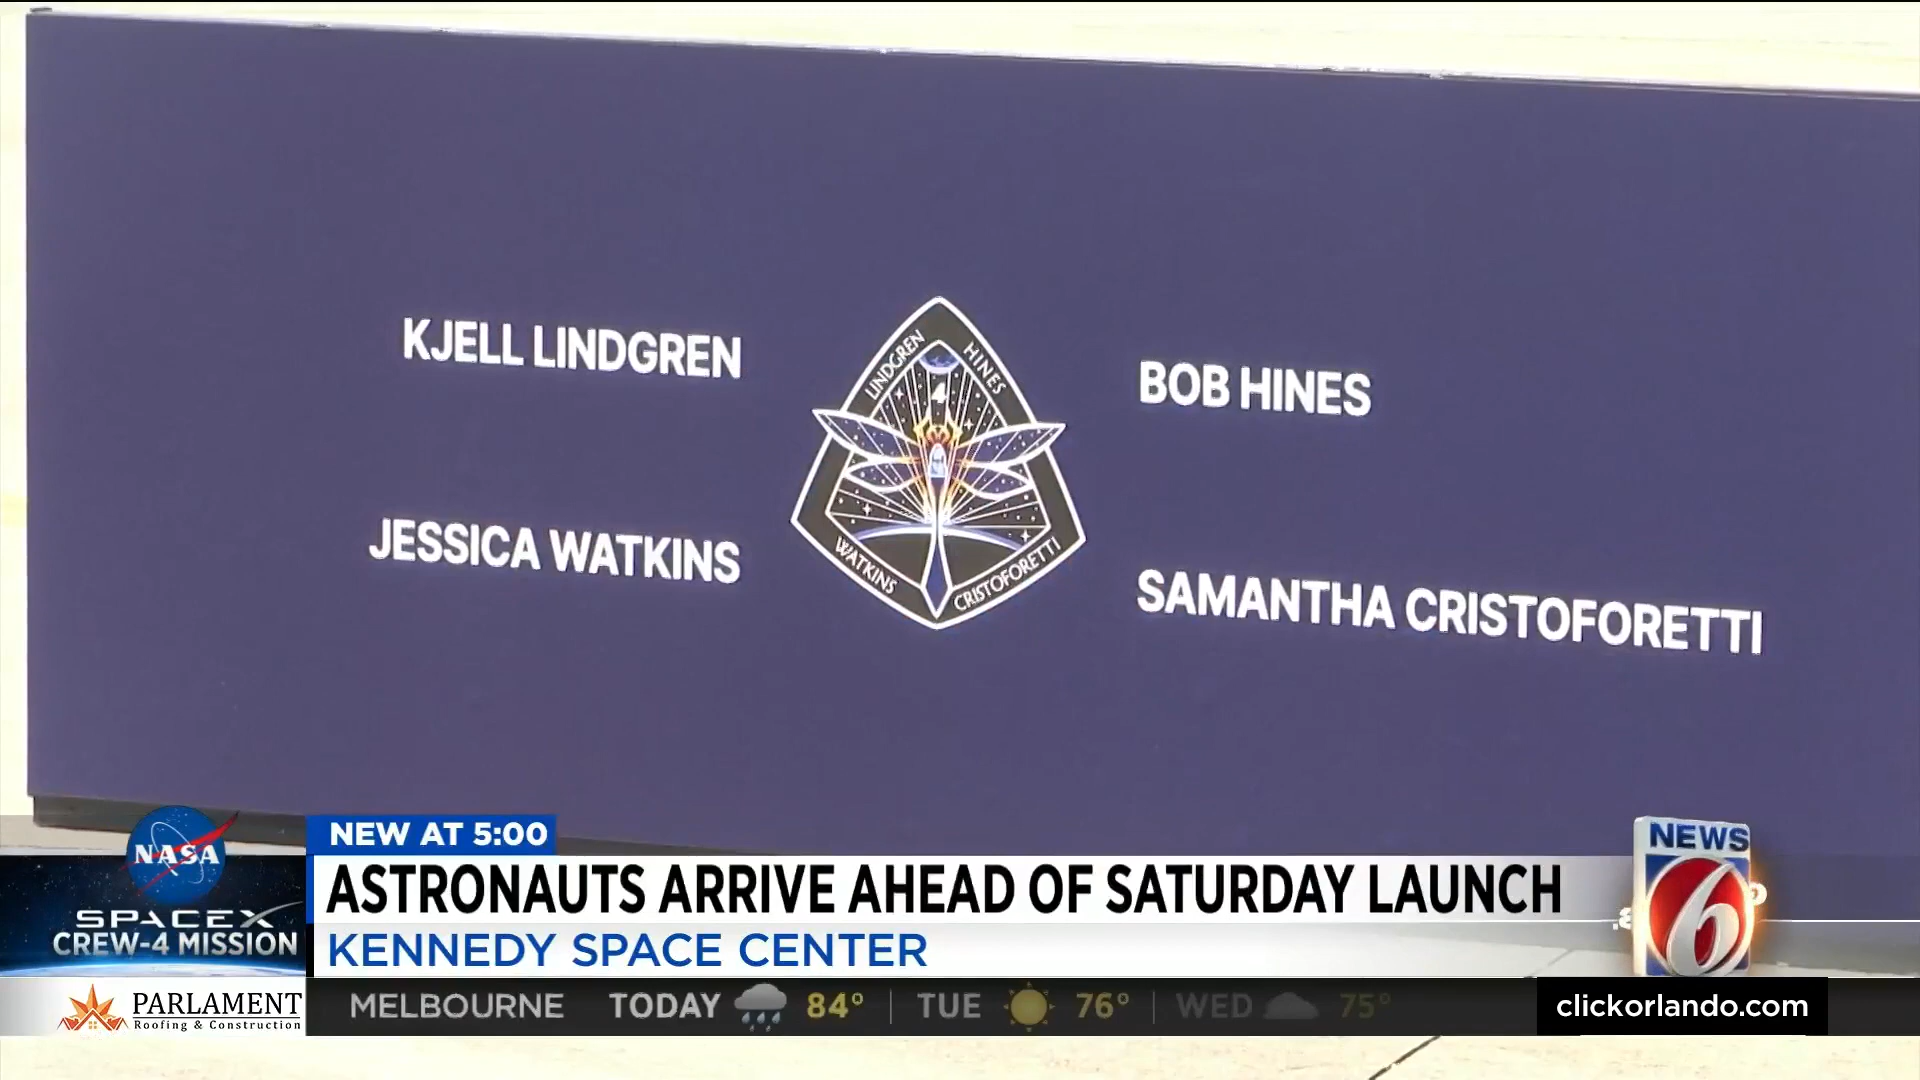 KJELL LINDGREN
BOB HINES
LINDGREN
HINES
4
JESSICA WATKINS
SAMANTHA CRISTOFORETTI
WATKINS
CRISTOFORETTI
NEW AT 5:00
ASTRONAUTS ARRIVE AHEAD OF SATURDAY LAUNCH
KENNEDY SPACE CENTER
NASA
SPACEX
CREW-4 MISSION
NEWS
6
PARLAMENT
Roofing & Construction
MELBOURNE TODAY 84° TUE 76° WED 75°
clickorlando.com